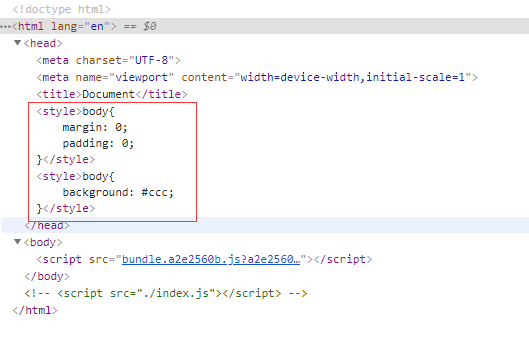 <!doctype html>
...<html lang="en"> == $0
▼<head>
<meta charset="UTF-8">
<meta name="viewport" content="width=device-width,initial-scale=1">
<title>Document</title>
<style>body{
margin: 0;
padding: 0;
}</style>
<style>body{
background: #ccc;
}</style>
</head>
▼<body>
<script src="bundle.a2e2560b.js?a2e2560…"></script>
</body>
<!-- <script src="./index.js"></script> -->
</html>